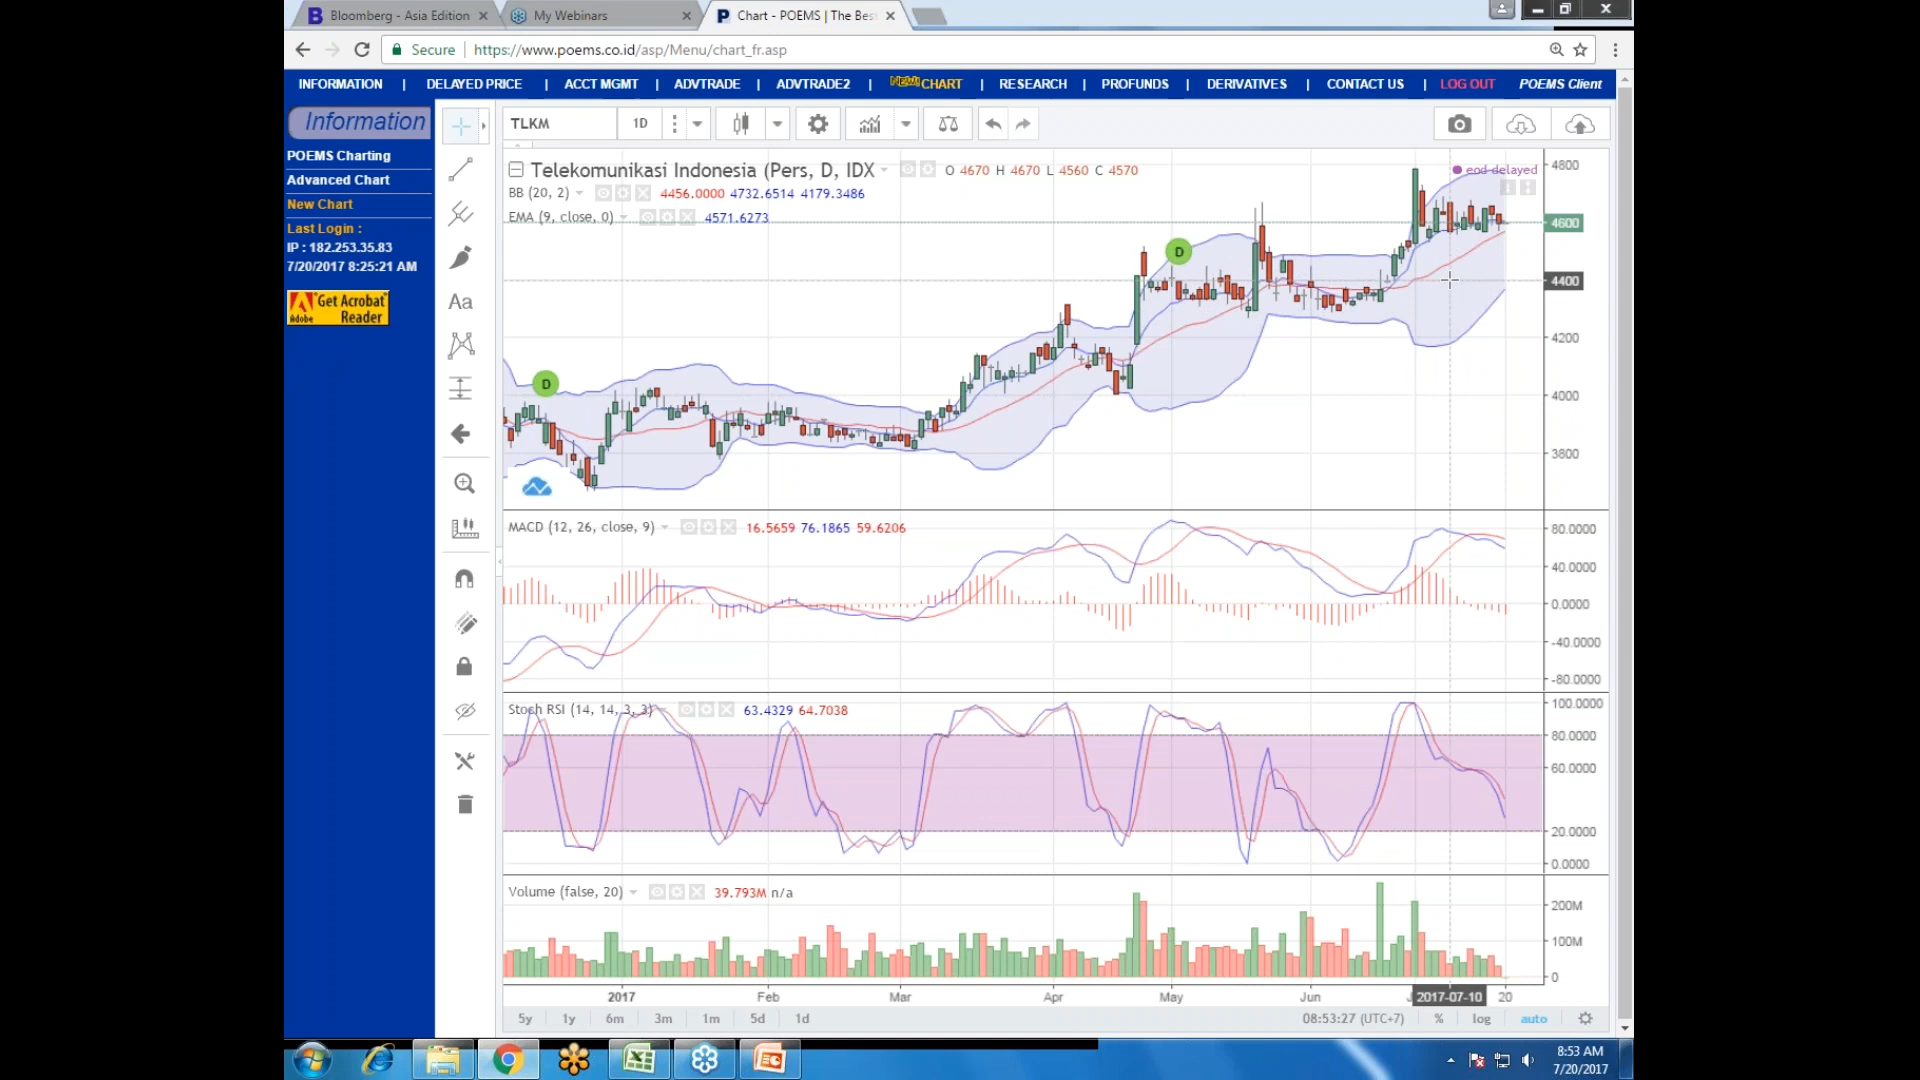 Bloomberg - Asia Edition
My Webinars
Chart - POEMS | The Bes
Secure | https://www.poems.co.id/asp/Menu/chart_fr.asp
INFORMATION | DELAYED PRICE | ACCT MGMT | ADVTRADE | ADVTRADE2 | NEW! CHART | RESEARCH | PROFUNDS | DERIVATIVES | CONTACT US | LOG OUT POEMS Client
Information
POEMS Charting
Advanced Chart
New Chart
Last Login :
IP : 182.253.35.83
7/20/2017 8:25:21 AM
Get Acrobat
Adobe Reader
Aa
TLKM 1D
Telekomunikasi Indonesia (Pers, D, IDX O 4670 H 4670 L 4560 C 4570
eod delayed
BB (20, 2) 4456.0000 4732.6514 4179.3486
EMA (9, close, 0) 4571.6273
D
D
4800
4600
4400
4200
4000
3800
MACD (12, 26, close, 9) 16.5659 76.1865 59.6206
80.0000
40.0000
0.0000
-40.0000
-80.0000
Stoch RSI (14, 14, 3, 3) 63.4329 64.7038
100.0000
80.0000
60.0000
20.0000
0.0000
Volume (false, 20) 39.793M n/a
200M
100M
0
2017 Feb Mar Apr May Jun 2017-07-10 20
5y 1y 6m 3m 1m 5d 1d 08:53:27 (UTC+7) % log auto
8:53 AM
7/20/2017